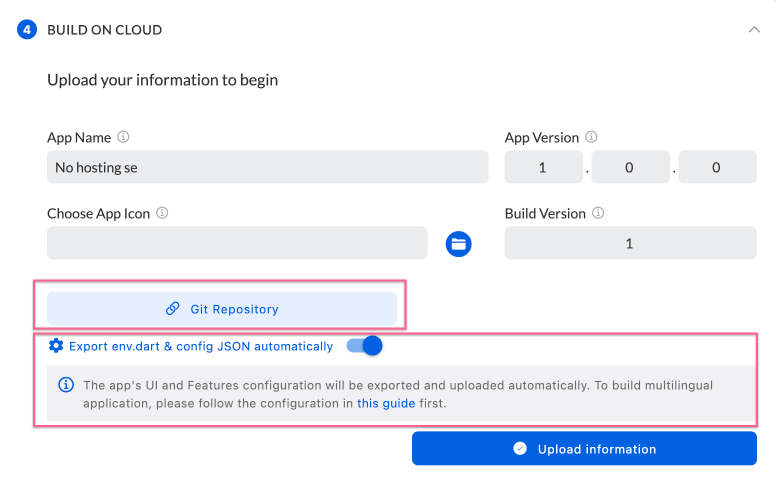 4 BUILD ON CLOUD
Upload your information to begin
App Name
App Version
No hosting se
1 . 0 . 0
Choose App Icon
Build Version
1
Git Repository
Export env.dart & config JSON automatically
The app's UI and Features configuration will be exported and uploaded automatically. To build multilingual
application, please follow the configuration in this guide first.
Upload information